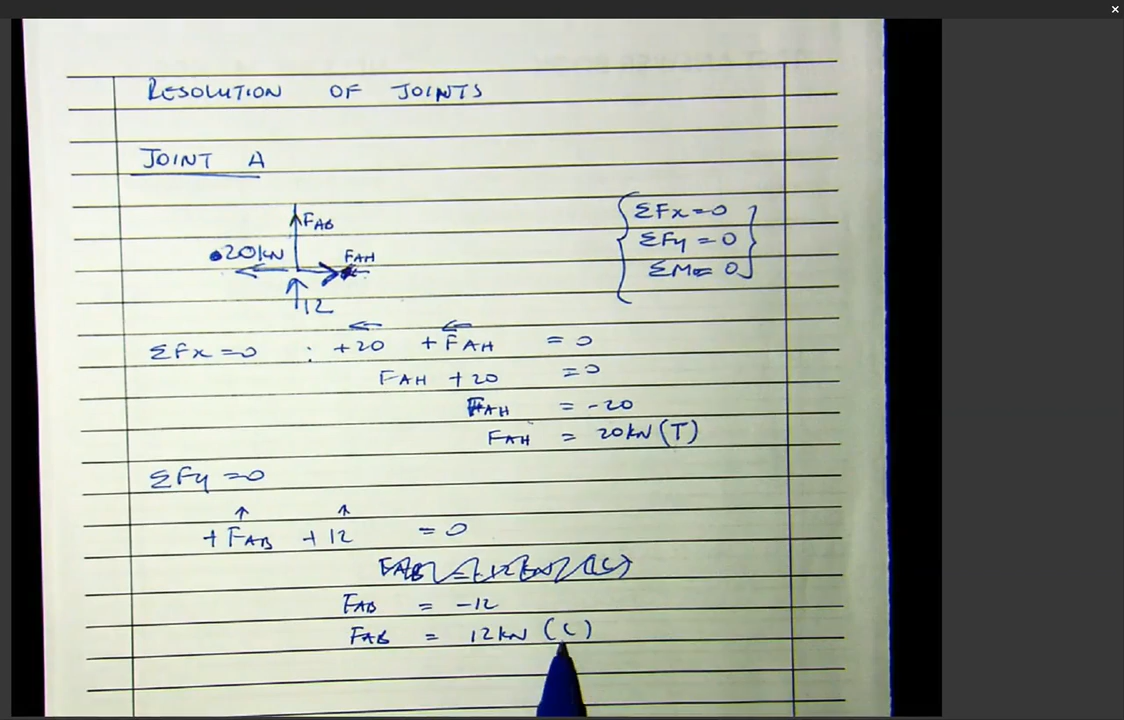 RESOLUTION OF JOINTS
JOINT A
FAB
20kN FAH
12
ΣFx=0
ΣFy=0
ΣM=0
ΣFx=0 : +20 +FAH =0
FAH +20 =0
FAH = -20
FAH = 20kN (T)
ΣFy=0
+FAB +12 =0
FAB = -12
FAB = 12kN (C)